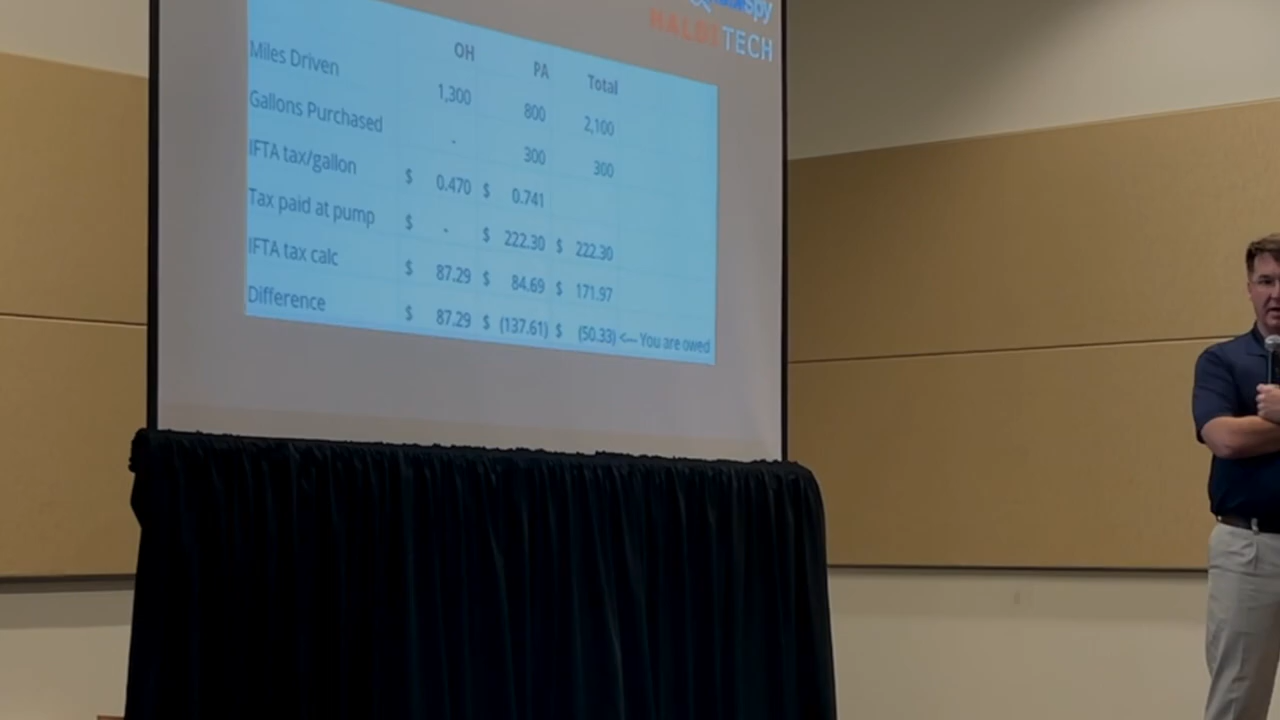 Spy
HALO TECH
OH PA Total
Miles Driven 1,300 800 2,100
Gallons Purchased - 300 300
IFTA tax/gallon $ 0.470 $ 0.741
Tax paid at pump $ - $ 222.30 $ 222.30
IFTA tax calc $ 87.29 $ 84.69 $ 171.97
Difference $ 87.29 $ (137.61) $ (50.33) <--- You are owed